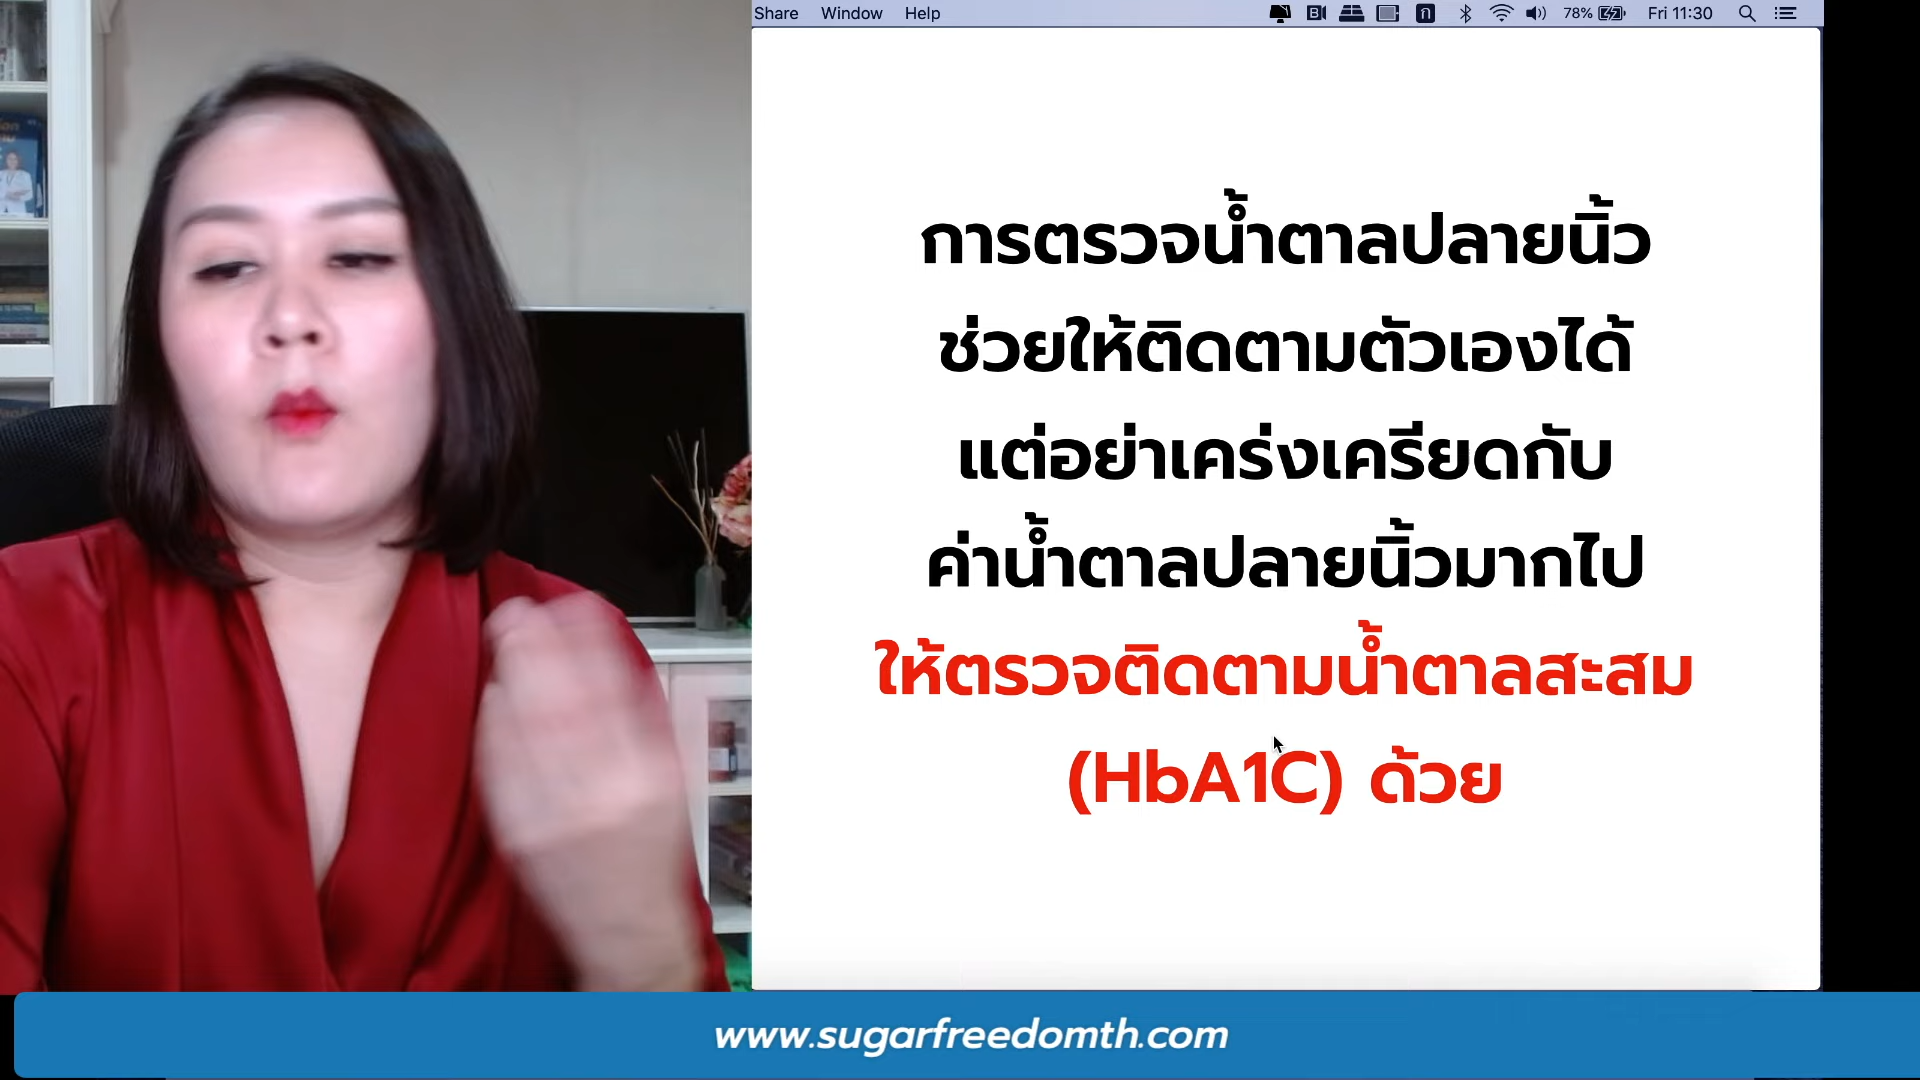 Share Window Help 78% Fri 11:30
การตรวจน้ำตาลปลายนิ้ว
ช่วยให้ติดตามตัวเองได้
แต่อย่าเคร่งเครียดกับ
ค่าน้ำตาลปลายนิ้วมากไป
ให้ตรวจติดตามน้ำตาลสะสม
(HbA1C) ด้วย
www.sugarfreedomth.com